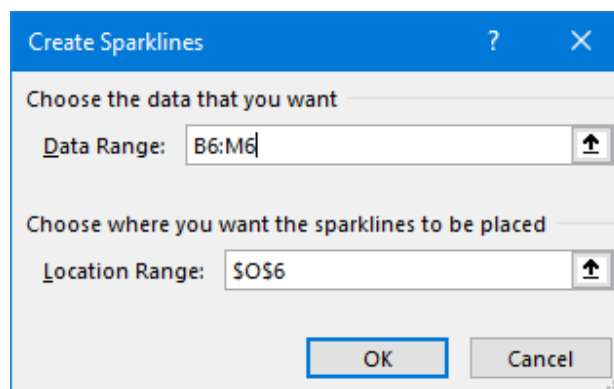 Create Sparklines ?
Choose the data that you want
Data Range: B6:M6
Choose where you want the sparklines to be placed
Location Range: $O$6
OK Cancel